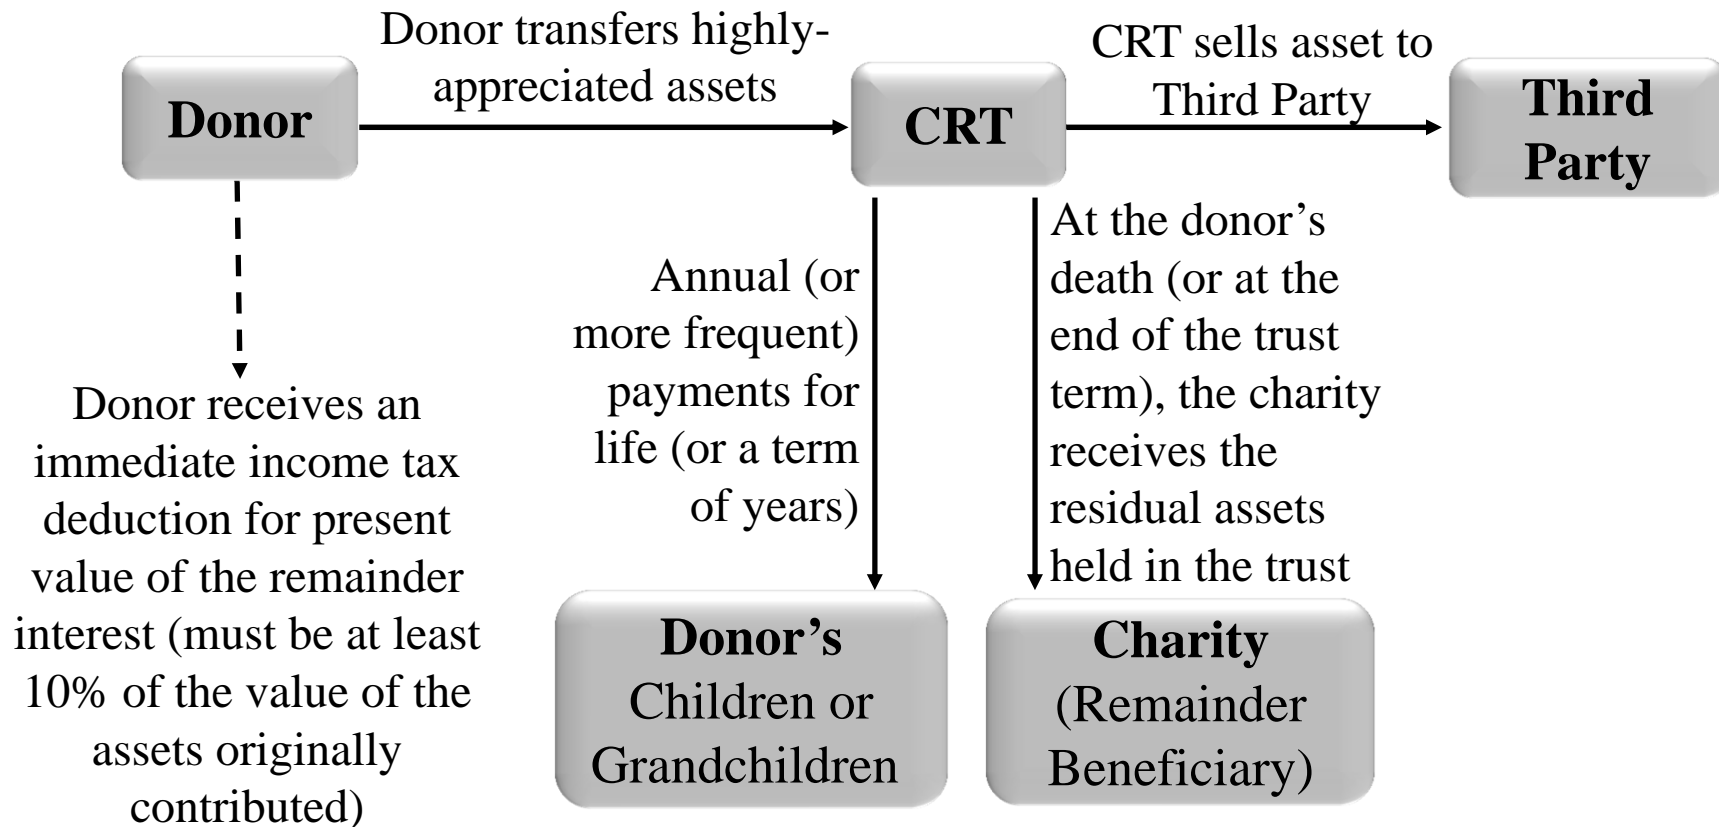 Donor transfers highly-
appreciated assets
CRT sells asset to
Third Party
Donor
CRT
Third
Party
Donor receives an
immediate income tax
deduction for present
value of the remainder
interest (must be at least
10% of the value of the
assets originally
contributed)
Annual (or
more frequent)
payments for
life (or a term
of years)
At the donor’s
death (or at the
end of the trust
term), the charity
receives the
residual assets
held in the trust
Donor’s
Children or
Grandchildren
Charity
(Remainder
Beneficiary)